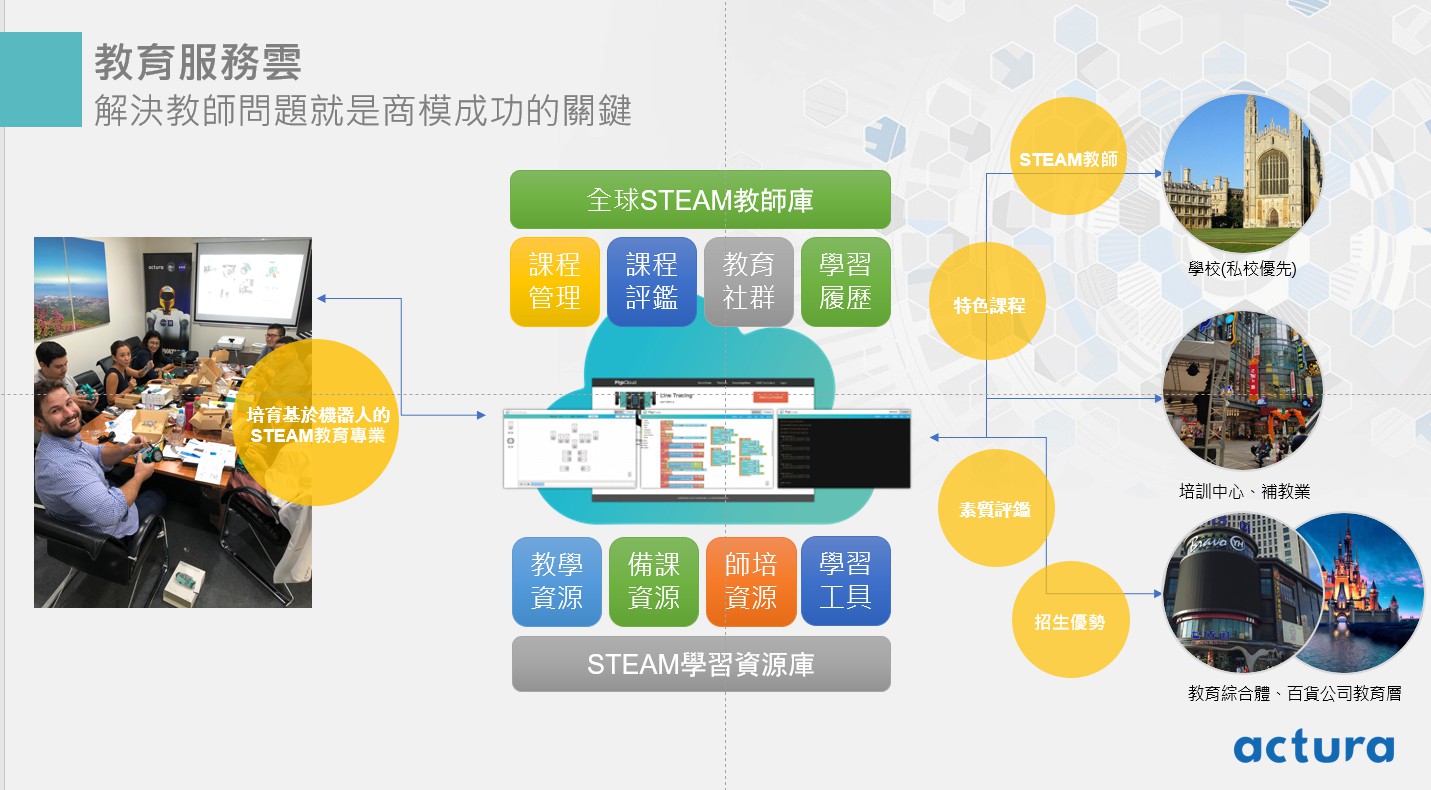 教育服務雲
解決教師問題就是商模成功的關鍵
全球STEAM教師庫
課程
管理
課程
評鑑
教育
社群
學習
履歷
actura
培育基於機器人的
STEAM教育專業
PlgCloud
Line Tracing
教學
資源
備課
資源
師培
資源
學習
工具
STEAM學習資源庫
STEAM教師
特色課程
素質評鑑
招生優勢
學校(私校優先)
培訓中心、補教業
Bravo
教育綜合體、百貨公司教育層
actura